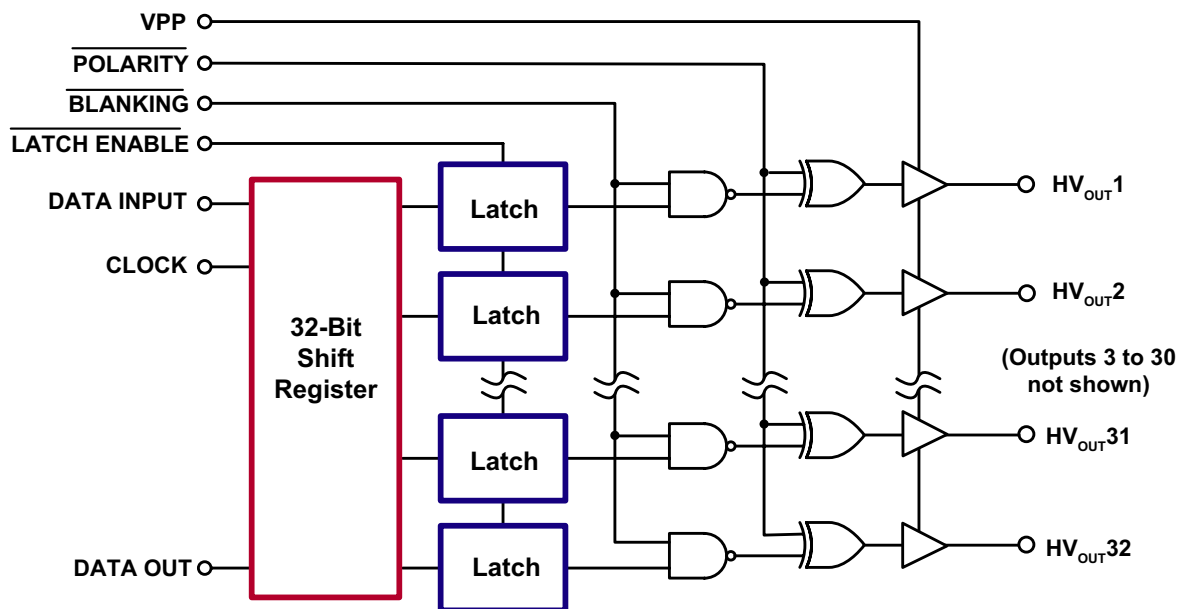 VPP
POLARITY
BLANKING
LATCH ENABLE
DATA INPUT
CLOCK
DATA OUT
32-Bit
Shift
Register
Latch
Latch
Latch
Latch
HVOUT1
HVOUT2
(Outputs 3 to 30
not shown)
HVOUT31
HVOUT32